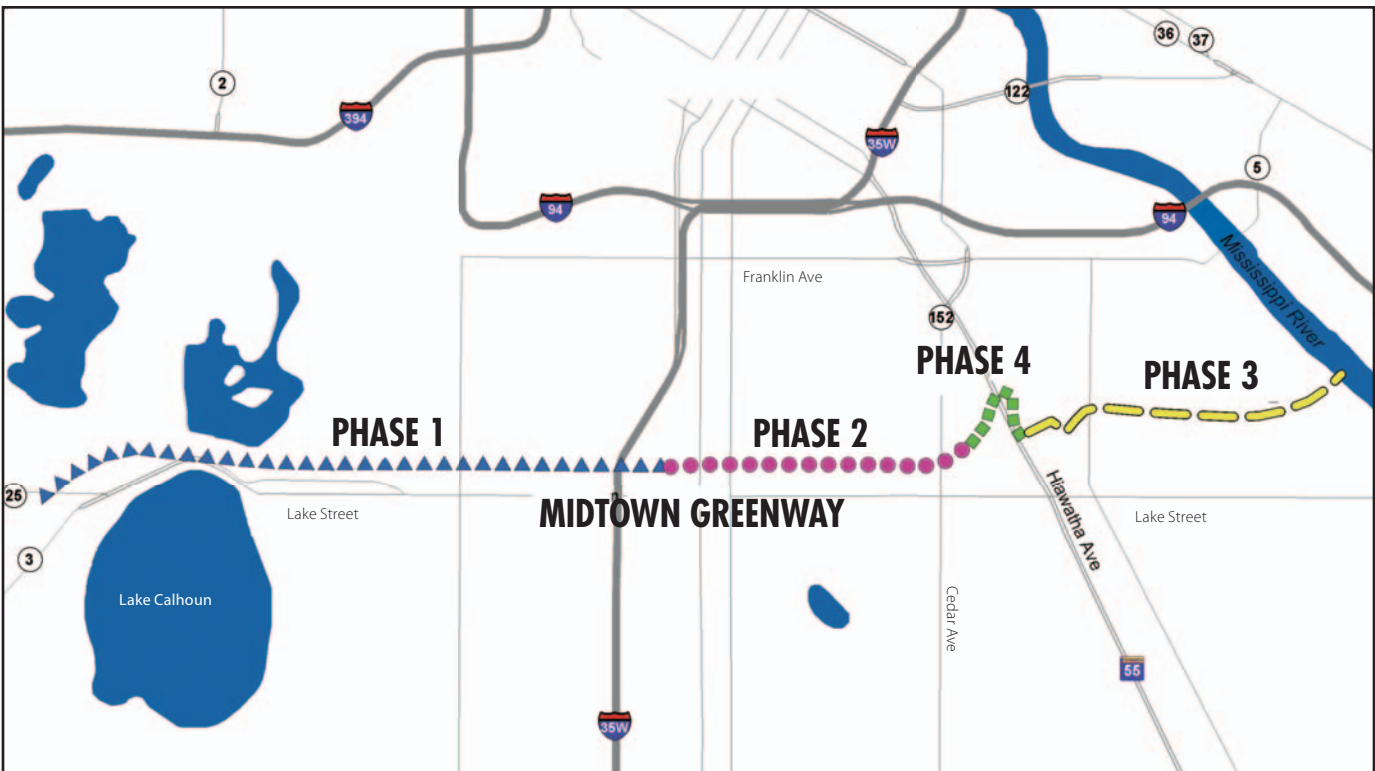 36
37
2
122
394
35W
5
94
94
Mississippi River
Franklin Ave
152
PHASE 4
PHASE 3
PHASE 1
PHASE 2
25
Lake Street
MIDTOWN GREENWAY
Hiawatha Ave
Lake Street
3
Lake Calhoun
Cedar Ave
55
35W